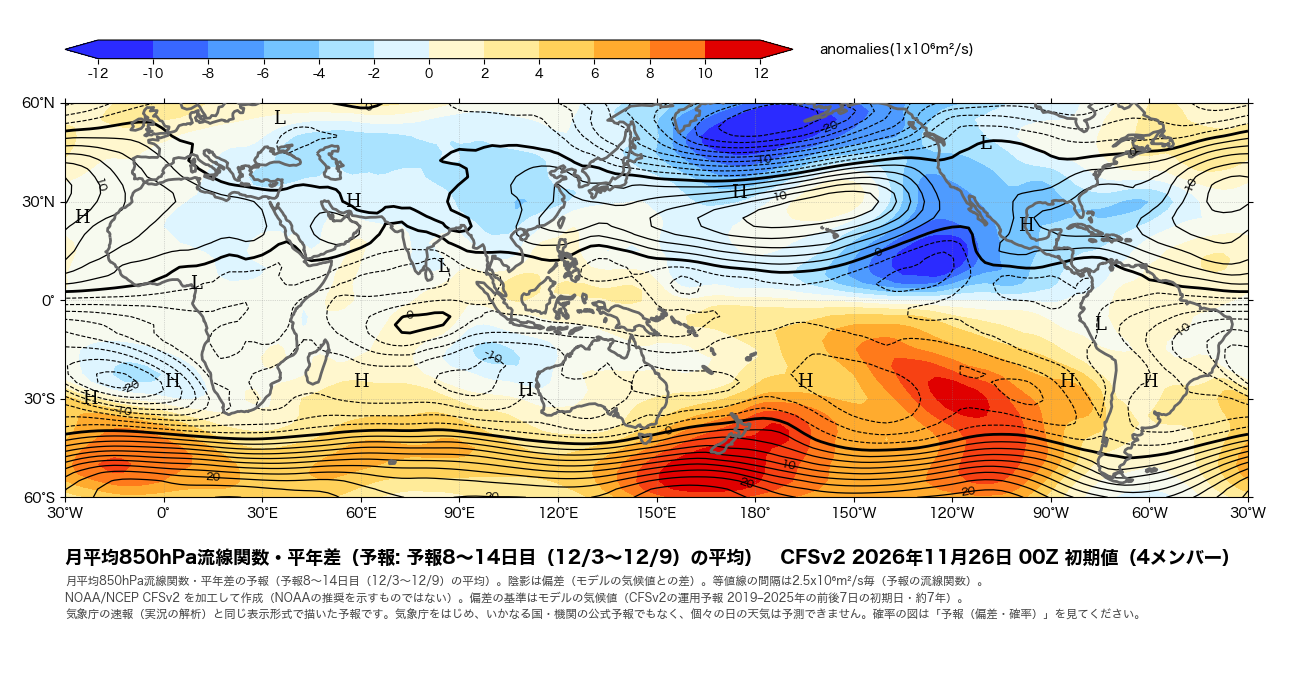 anomalies(1x10⁶m²/s)
-12 -10 -8 -6 -4 -2 0 2 4 6 8 10 12
60°N
30°N
0°
30°S
60°S
30°W 0° 30°E 60°E 90°E 120°E 150°E 180° 150°W 120°W 90°W 60°W 30°W
L
L
H
H
H
H
L
L
L
H
H
H
H
H
H
H
月平均850hPa流線関数・平年差（予報: 予報8〜14日目（12/3〜12/9）の平均） CFSv2 2026年11月26日 00Z 初期値（4メンバー）
月平均850hPa流線関数・平年差の予報（予報8〜14日目（12/3〜12/9）の平均）。陰影は偏差（モデルの気候値との差）。等値線の間隔は2.5x10⁶m²/s毎（予報の流線関数）。
NOAA/NCEP CFSv2 を加工して作成（NOAAの推奨を示すものではない）。偏差の基準はモデルの気候値（CFSv2の運用予報 2019–2025年の前後7日の初期日・約7年）。
気象庁の速報（実況の解析）と同じ表示形式で描いた予報です。気象庁をはじめ、いかなる国・機関の公式予報でもなく、個々の日の天気は予測できません。確率の図は「予報（偏差・確率）」を見てください。